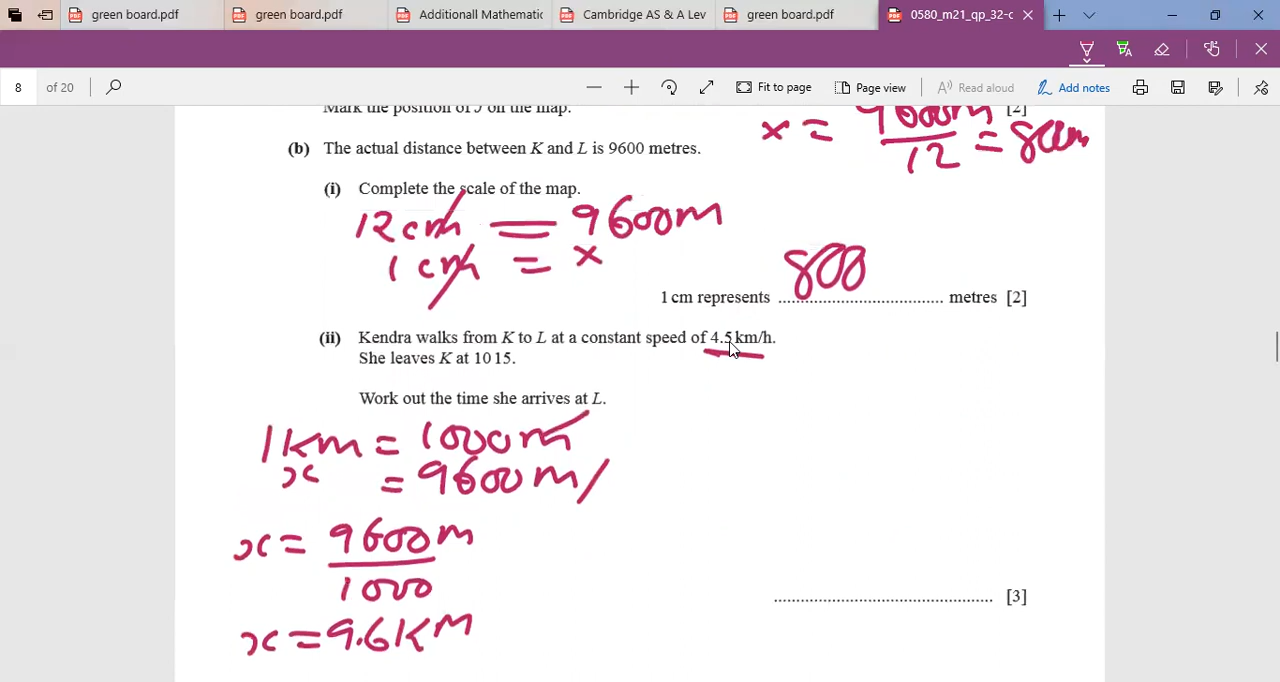 green board.pdf
green board.pdf
Additionall Mathematic
Cambridge AS & A Lev
green board.pdf
0580_m21_qp_32-c
8 of 20
Fit to page
Page view
Read aloud
Add notes
Mark the position of J on the map. [2]
x = 9600m
12 = 800m
(b) The actual distance between K and L is 9600 metres.
(i) Complete the scale of the map.
12cm = 9600m
1cm = x
800
1 cm represents ............................ metres [2]
(ii) Kendra walks from K to L at a constant speed of 4.5 km/h.
She leaves K at 10 15.
Work out the time she arrives at L.
1km = 1000m
x = 9600m
x = 9600m
1000
x = 9.6km
............................ [3]